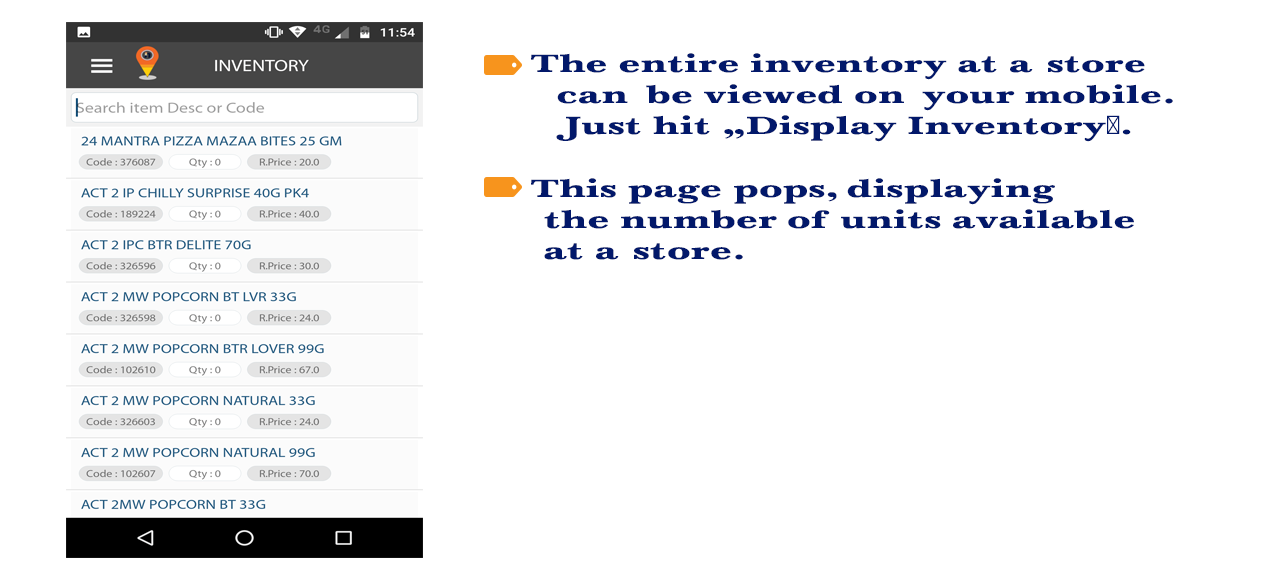 4G 11:54
INVENTORY
Search item Desc or Code
24 MANTRA PIZZA MAZAA BITES 25 GM
Code : 376087 Qty : 0 R.Price : 20.0
ACT 2 IP CHILLY SURPRISE 40G PK4
Code : 189224 Qty : 0 R.Price : 40.0
ACT 2 IPC BTR DELITE 70G
Code : 326596 Qty : 0 R.Price : 30.0
ACT 2 MW POPCORN BT LVR 33G
Code : 326598 Qty : 0 R.Price : 24.0
ACT 2 MW POPCORN BTR LOVER 99G
Code : 102610 Qty : 0 R.Price : 67.0
ACT 2 MW POPCORN NATURAL 33G
Code : 326603 Qty : 0 R.Price : 24.0
ACT 2 MW POPCORN NATURAL 99G
Code : 102607 Qty : 0 R.Price : 70.0
ACT 2MW POPCORN BT 33G
The entire inventory at a store
can be viewed on your mobile.
Just hit „Display Inventory.
This page pops, displaying
the number of units available
at a store.